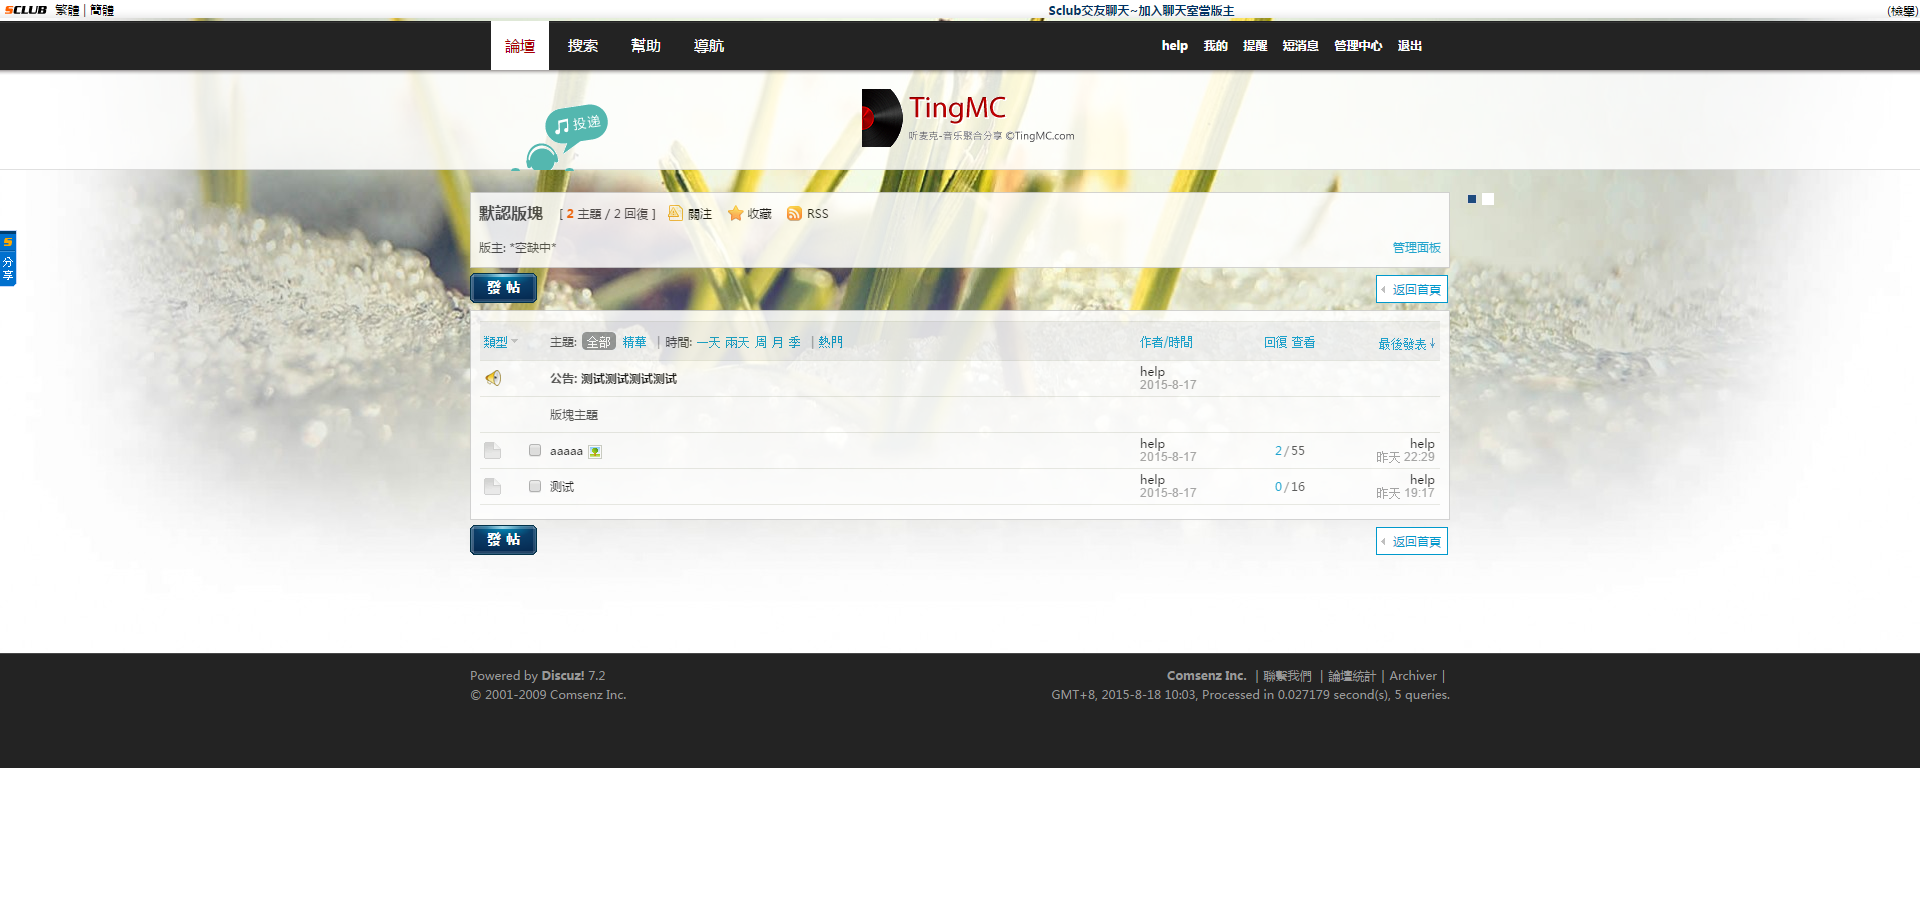 SCLUB 繁體 | 簡體 Sclub交友聊天~加入聊天室當版主 (檢舉)
論壇 搜索 幫助 導航 help 我的 提醒 短消息 管理中心 退出
投递
TingMC
听麦克-音乐聚合分享 ©TingMC.com
默認版塊 [ 2 主題 / 2 回復 ] 關注 收藏 RSS
版主: *空缺中* 管理面板
S 分享
發帖 返回首頁
類型 主題: 全部 精華 | 時間: 一天 兩天 周 月 季 | 熱門 作者/時間 回復 查看 最後發表↓
公告: 测试测试测试测试 help
2015-8-17
版塊主題
aaaaa help 2/55 help
2015-8-17 昨天 22:29
测试 help 0/16 help
2015-8-17 昨天 19:17
發帖 返回首頁
Powered by Discuz! 7.2 Comsenz Inc. | 聯繫我們 | 論壇統計 | Archiver |
© 2001-2009 Comsenz Inc. GMT+8, 2015-8-18 10:03, Processed in 0.027179 second(s), 5 queries.